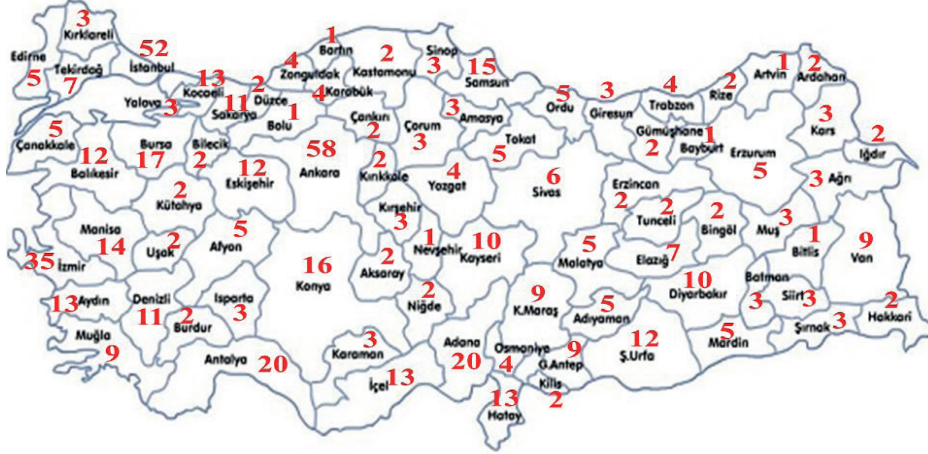 3
Kırklareli
Edirne
5
Tekirdağ
7
52
İstanbul
13
Kocaeli
Yalova
3
11
Sakarya
2
Düzce
1
Bolu
4
Zonguldak
1
Bartın
4
Karabük
2
Kastamonu
Sinop
3
15
Samsun
5
Ordu
3
Giresun
4
Trabzon
2
Rize
1
Artvin
2
Ardahan
5
Çanakkale
12
Balıkesir
Bursa
17
Bilecik
2
12
Eskişehir
58
Ankara
Çankırı
2
2
Kırıkkale
Çorum
3
3
Amasya
Tokat
5
Gümüşhane
2
1
Bayburt
Erzurum
5
3
Kars
2
Iğdır
3
Ağrı
2
Kütahya
4
Yozgat
6
Sivas
Erzincan
2
2
Tunceli
2
Bingöl
3
Muş
1
Bitlis
9
Van
Manisa
14
2
Uşak
5
Afyon
Kırşehir
3
1
Nevşehir
10
Kayseri
5
Malatya
Elazığ
7
35
İzmir
16
Konya
2
Aksaray
2
Niğde
10
Diyarbakır
Batman
3
Siirt
3
2
Hakkari
13
Aydın
Denizli
11
Isparta
3
2
Burdur
9
K.Maraş
5
Adıyaman
12
Ş.Urfa
5
Mardin
Şırnak
3
Muğla
9
Antalya
20
3
Karaman
İçel
13
Adana
20
Osmaniye
4
9
G.Antep
Kilis
2
13
Hatay